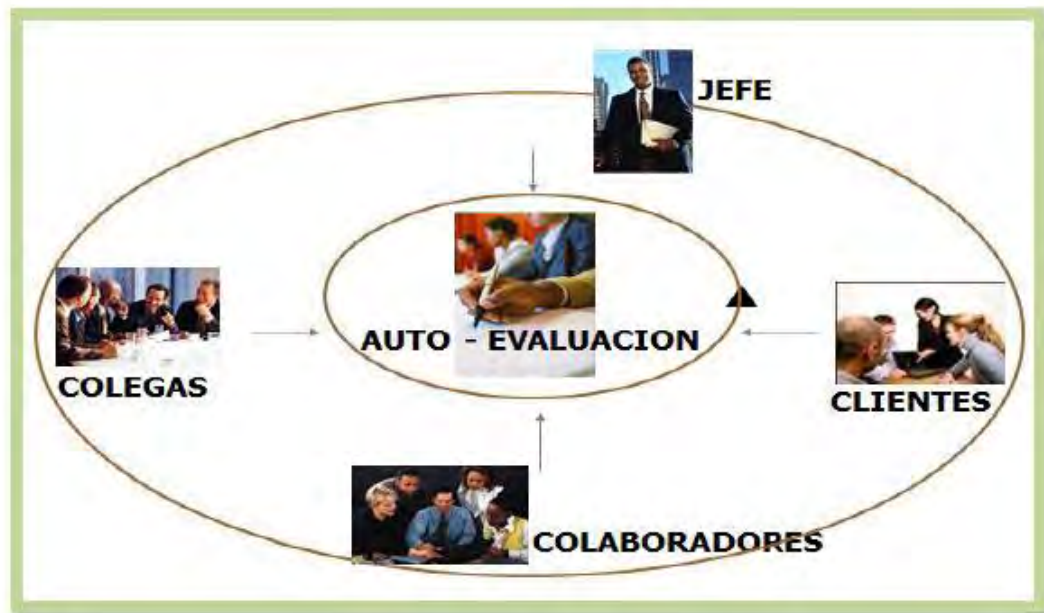 JEFE
AUTO - EVALUACION
COLEGAS
CLIENTES
COLABORADORES